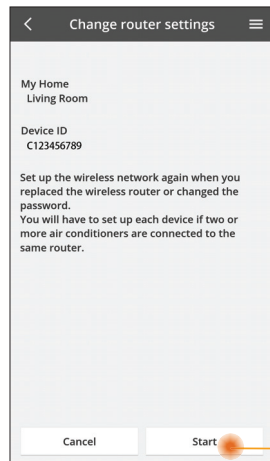 Change router settings
My Home
Living Room
Device ID
C123456789
Set up the wireless network again when you
replaced the wireless router or changed the
password.
You will have to set up each device if two or
more air conditioners are connected to the
same router.
Cancel Start